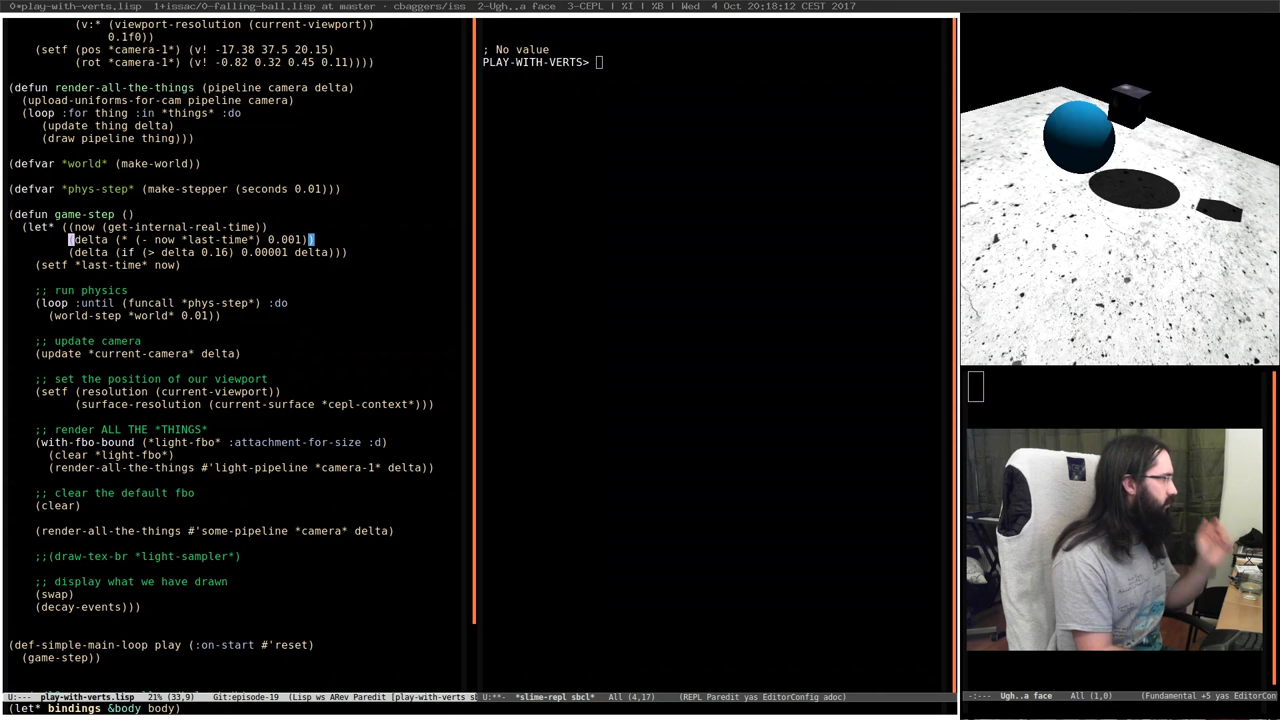 0*play-with-verts.lisp  1+issac/0-falling-ball.lisp at master · cbaggers/iss  2-Ugh..a face  3-CEPL | %I | %B | Wed  4 Oct 20:18:12 CEST 2017
(v:* (viewport-resolution (current-viewport))
0.1f0))
(setf (pos *camera-1*) (v! -17.38 37.5 20.15)
(rot *camera-1*) (v! -0.82 0.32 0.45 0.11))))
(defun render-all-the-things (pipeline camera delta)
(upload-uniforms-for-cam pipeline camera)
(loop :for thing :in *things* :do
(update thing delta)
(draw pipeline thing)))
(defvar *world* (make-world))
(defvar *phys-step* (make-stepper (seconds 0.01)))
(defun game-step ()
(let* ((now (get-internal-real-time))
(delta (* (- now *last-time*) 0.001))
(delta (if (> delta 0.16) 0.00001 delta)))
(setf *last-time* now)
;; run physics
(loop :until (funcall *phys-step*) :do
(world-step *world* 0.01))
;; update camera
(update *current-camera* delta)
;; set the position of our viewport
(setf (resolution (current-viewport))
(surface-resolution (current-surface *cepl-context*)))
;; render ALL THE *THINGS*
(with-fbo-bound (*light-fbo* :attachment-for-size :d)
(clear *light-fbo*)
(render-all-the-things #'light-pipeline *camera-1* delta))
;; clear the default fbo
(clear)
(render-all-the-things #'some-pipeline *camera* delta)
;;(draw-tex-br *light-sampler*)
;; display what we have drawn
(swap)
(decay-events)))
(def-simple-main-loop play (:on-start #'reset)
(game-step))
U:---  play-with-verts.lisp   21% (33,9)   Git:episode-19  (Lisp ws ARev Paredit [play-with-verts sb
(let* bindings &body body)
; No value
PLAY-WITH-VERTS>
U:**-  *slime-repl sbcl*   All (4,17)   (REPL Paredit yas EditorConfig adoc)
-:---  Ugh..a face   All (1,0)   (Fundamental +5 yas EditorCon